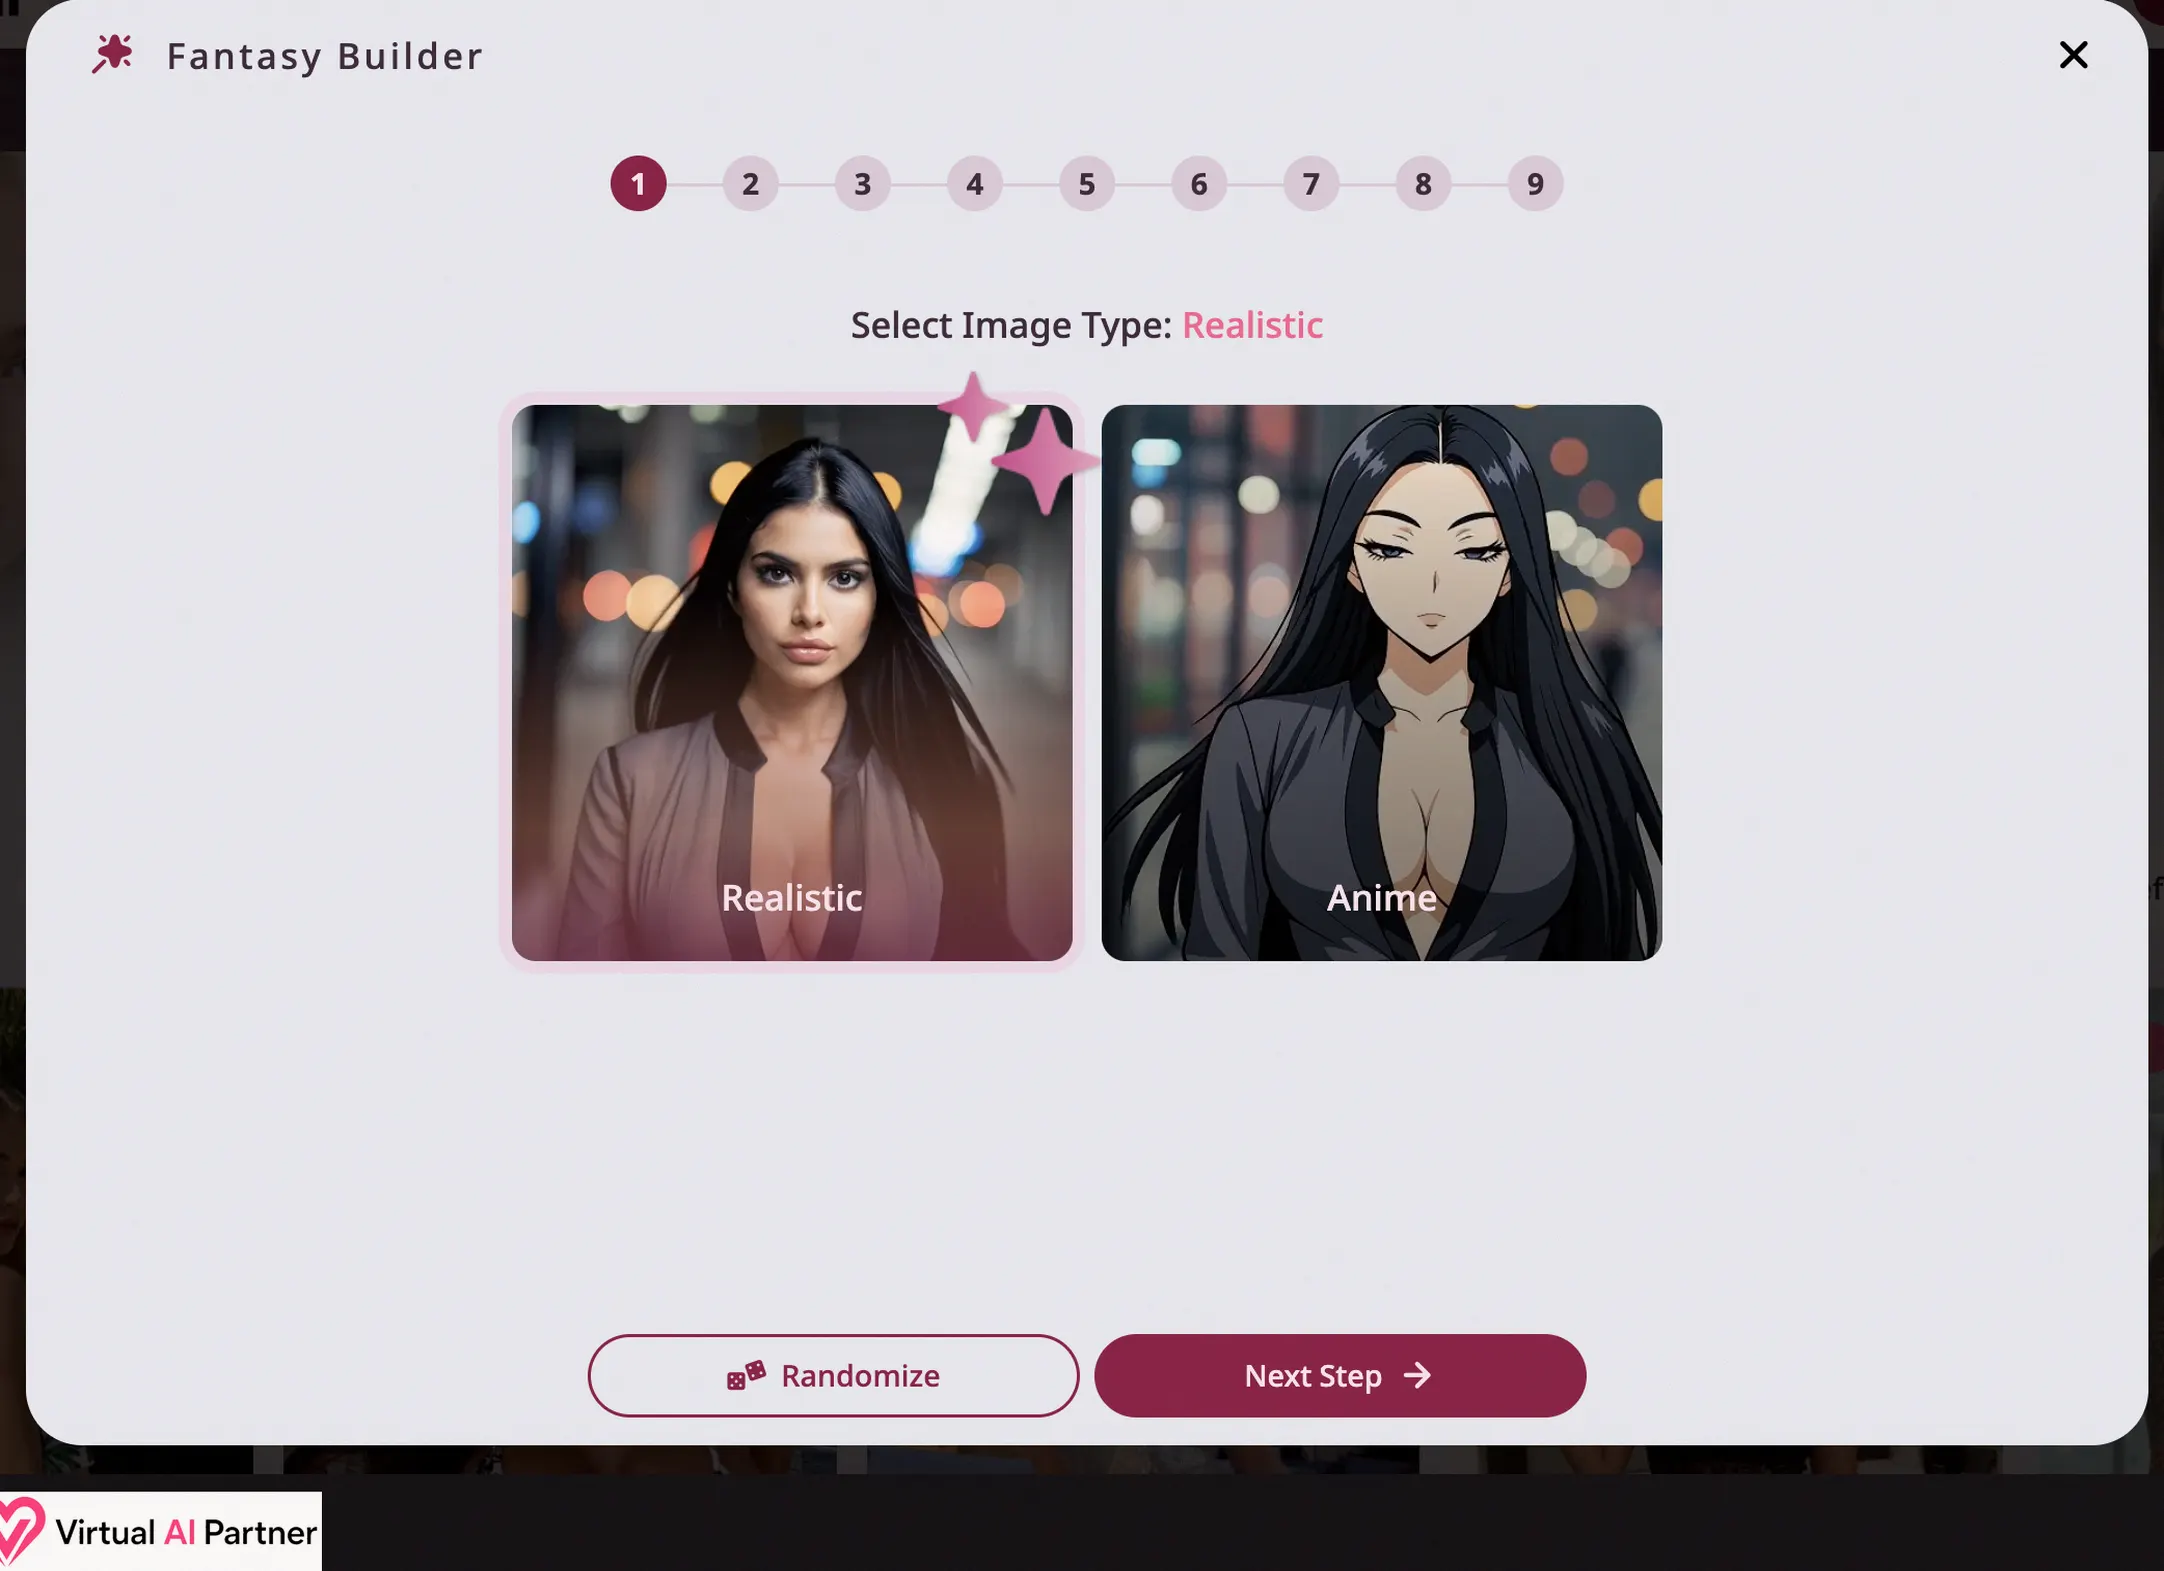 Fantasy Builder
1 2 3 4 5 6 7 8 9
Select Image Type: Realistic
Realistic
Anime
Randomize
Next Step
Virtual AI Partner